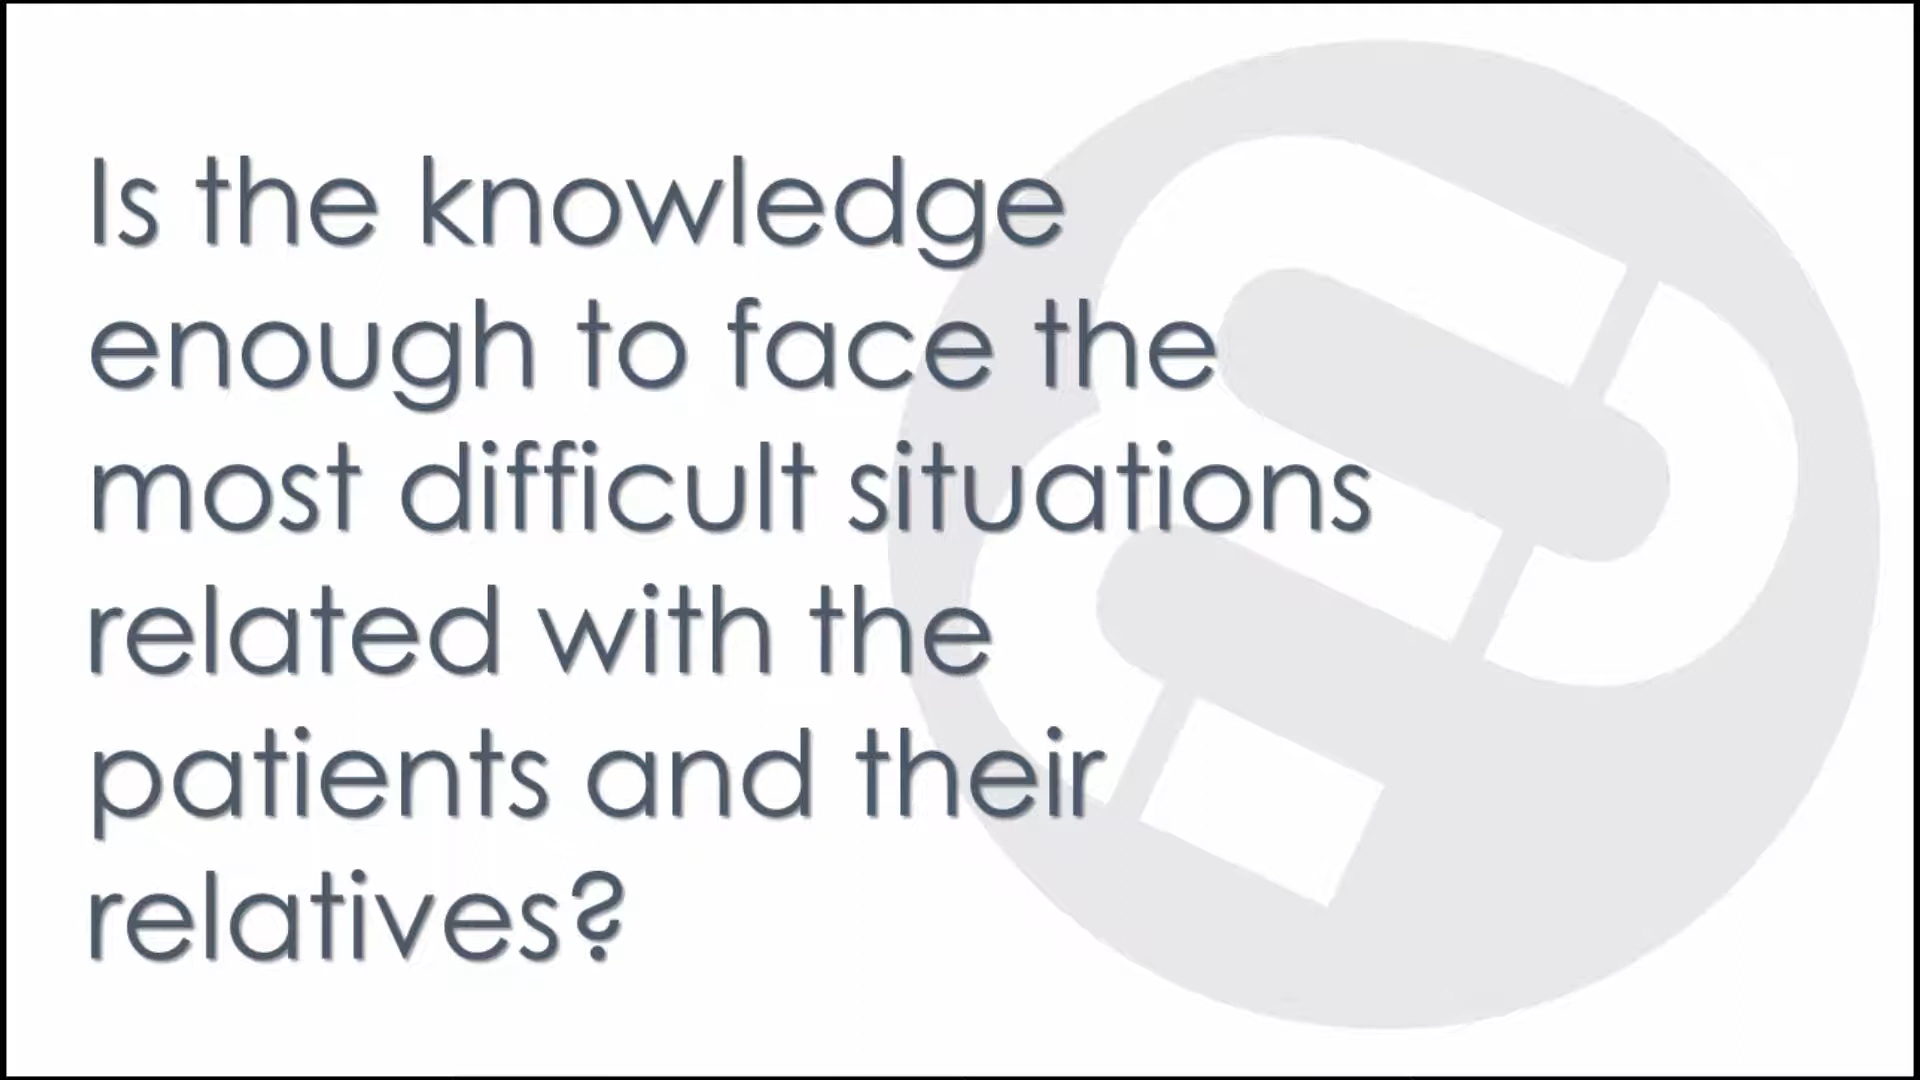 Is the knowledge
enough to face the
most difficult situations
related with the
patients and their
relatives?